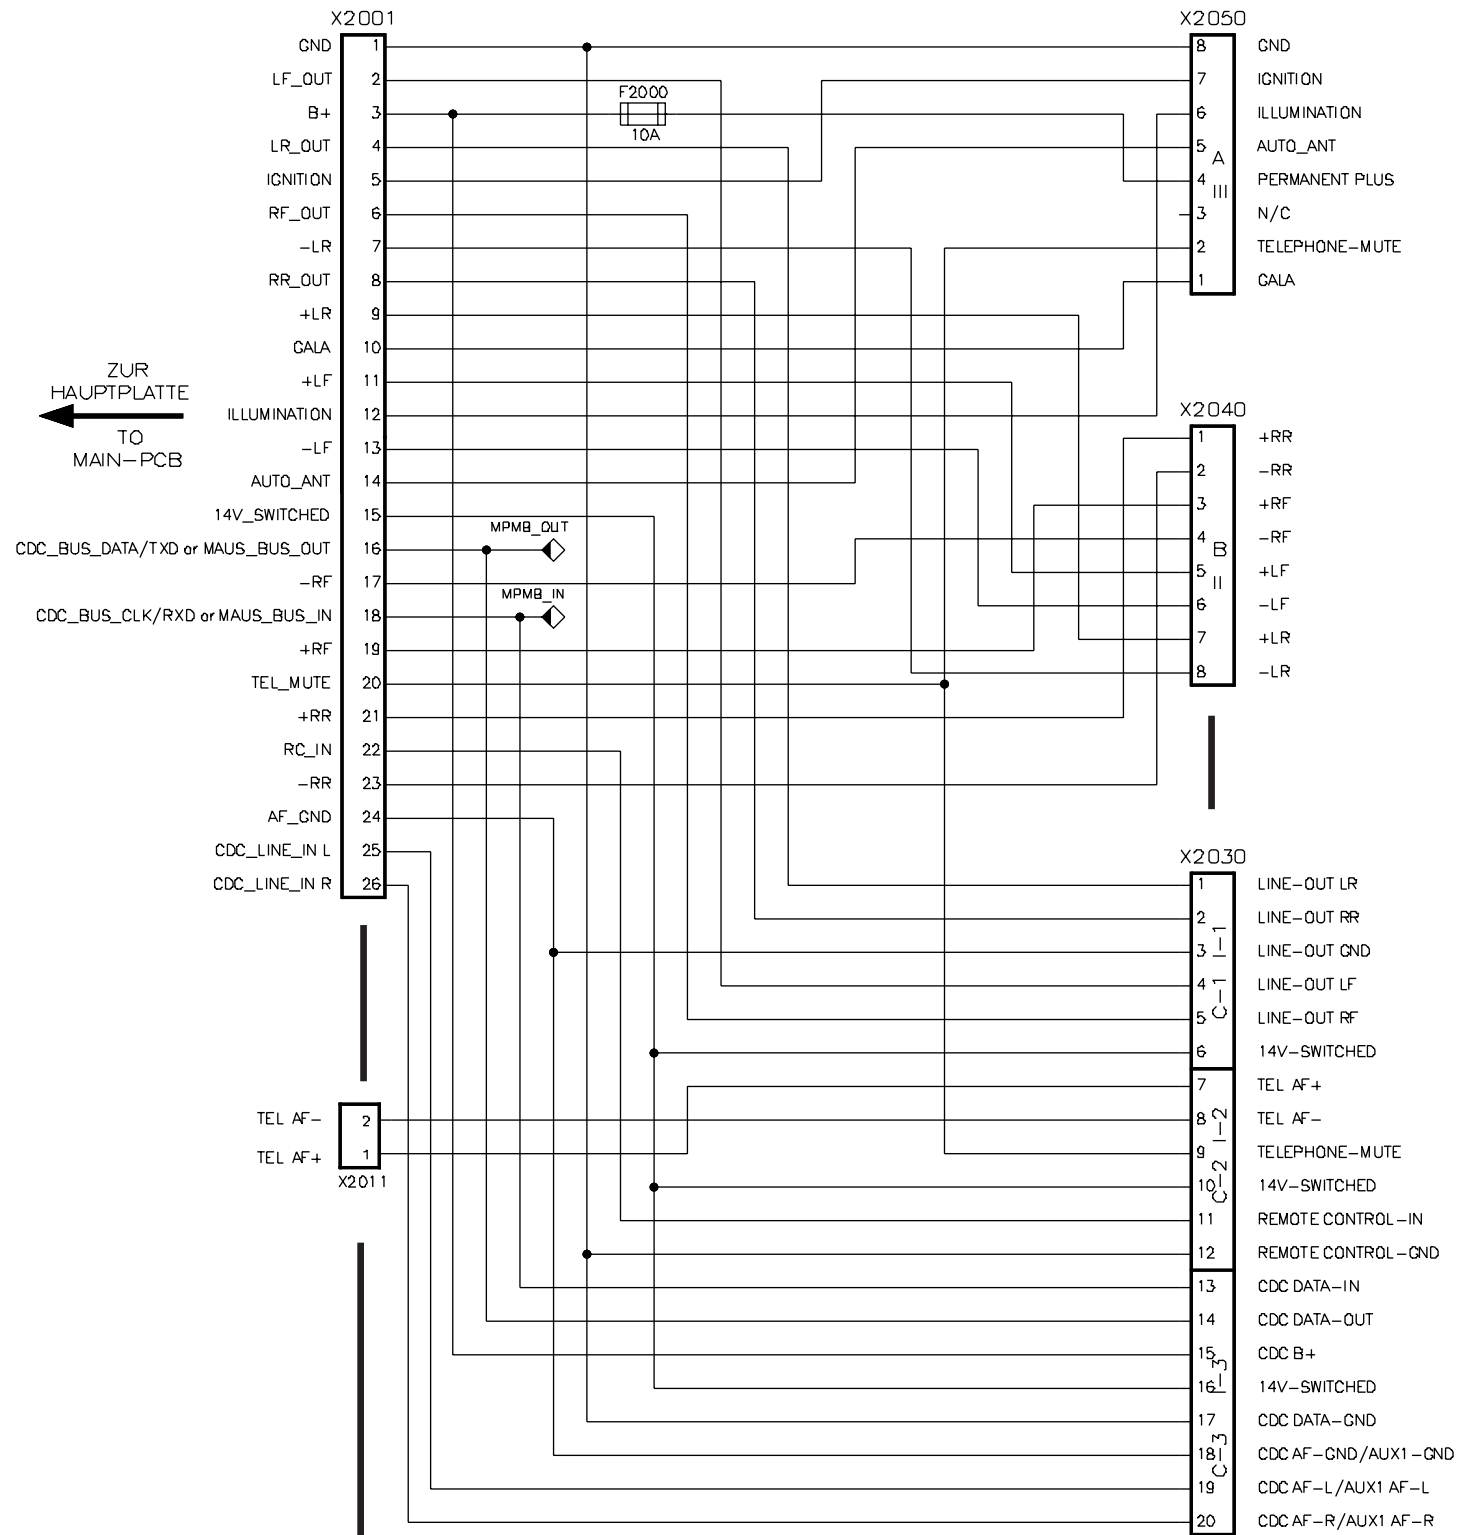 X2001
GND 1
LF_OUT 2
B+ 3
LR_OUT 4
IGNITION 5
RF_OUT 6
-LR 7
RR_OUT 8
+LR 9
GALA 10
+LF 11
ILLUMINATION 12
-LF 13
AUTO_ANT 14
14V_SWITCHED 15
CDC_BUS_DATA/TXD or MAUS_BUS_OUT 16
-RF 17
CDC_BUS_CLK/RXD or MAUS_BUS_IN 18
+RF 19
TEL_MUTE 20
+RR 21
RC_IN 22
-RR 23
AF_GND 24
CDC_LINE_IN L 25
CDC_LINE_IN R 26
ZUR
HAUPTPLATTE
TO
MAIN-PCB
F2000
10A
MPMB_OUT
MPMB_IN
TEL AF- 2
TEL AF+ 1
X2011
X2050
8 GND
7 IGNITION
6 ILLUMINATION
5 AUTO_ANT
4 PERMANENT PLUS
3 N/C
2 TELEPHONE-MUTE
1 GALA
A
III
X2040
1 +RR
2 -RR
3 +RF
4 -RF
5 +LF
6 -LF
7 +LR
8 -LR
B
II
X2030
1 LINE-OUT LR
2 LINE-OUT RR
3 LINE-OUT GND
4 LINE-OUT LF
5 LINE-OUT RF
6 14V-SWITCHED
C-1 I-1
7 TEL AF+
8 TEL AF-
9 TELEPHONE-MUTE
10 14V-SWITCHED
11 REMOTE CONTROL-IN
12 REMOTE CONTROL-GND
C-2 I-2
13 CDC DATA-IN
14 CDC DATA-OUT
15 CDC B+
16 14V-SWITCHED
17 CDC DATA-GND
18 CDC AF-GND/AUX1-GND
19 CDC AF-L/AUX1 AF-L
20 CDC AF-R/AUX1 AF-R
C-3 I-3